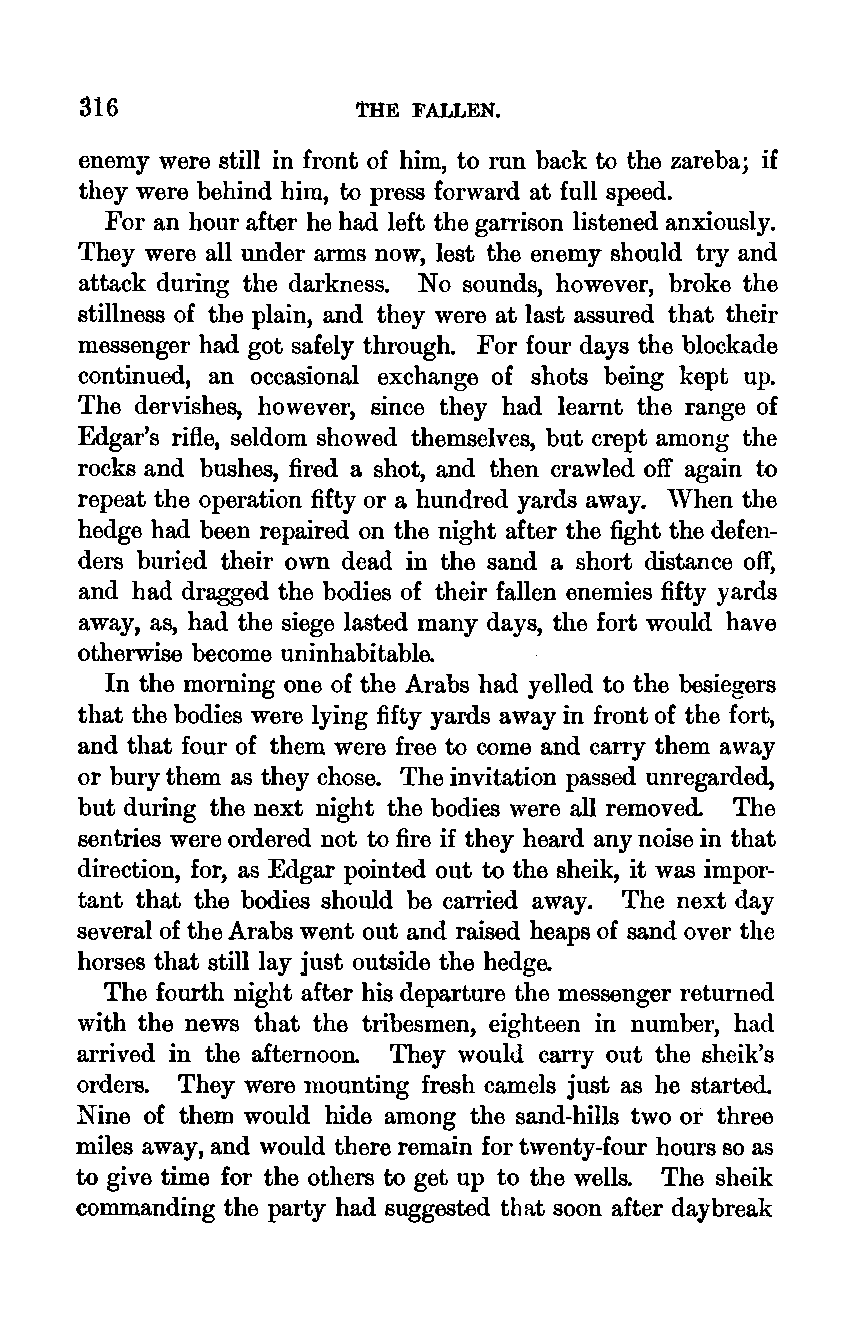 316 THE FALLEN.
enemy were still in front of him, to run back to the zareba; if
they were behind him, to press forward at full speed.
For an hour after he had left the garrison listened anxiously.
They were all under arms now, lest the enemy should try and
attack during the darkness. No sounds, however, broke the
stillness of the plain, and they were at last assured that their
messenger had got safely through. For four days the blockade
continued, an occasional exchange of shots being kept up.
The dervishes, however, since they had learnt the range of
Edgar's rifle, seldom showed themselves, but crept among the
rocks and bushes, fired a shot, and then crawled off again to
repeat the operation fifty or a hundred yards away. When the
hedge had been repaired on the night after the fight the defen-
ders buried their own dead in the sand a short distance off,
and had dragged the bodies of their fallen enemies fifty yards
away, as, had the siege lasted many days, the fort would have
otherwise become uninhabitable.
In the morning one of the Arabs had yelled to the besiegers
that the bodies were lying fifty yards away in front of the fort,
and that four of them were free to come and carry them away
or bury them as they chose. The invitation passed unregarded,
but during the next night the bodies were all removed. The
sentries were ordered not to fire if they heard any noise in that
direction, for, as Edgar pointed out to the sheik, it was impor-
tant that the bodies should be carried away. The next day
several of the Arabs went out and raised heaps of sand over the
horses that still lay just outside the hedge.
The fourth night after his departure the messenger returned
with the news that the tribesmen, eighteen in number, had
arrived in the afternoon. They would carry out the sheik's
orders. They were mounting fresh camels just as he started.
Nine of them would hide among the sand-hills two or three
miles away, and would there remain for twenty-four hours so as
to give time for the others to get up to the wells. The sheik
commanding the party had suggested that soon after daybreak